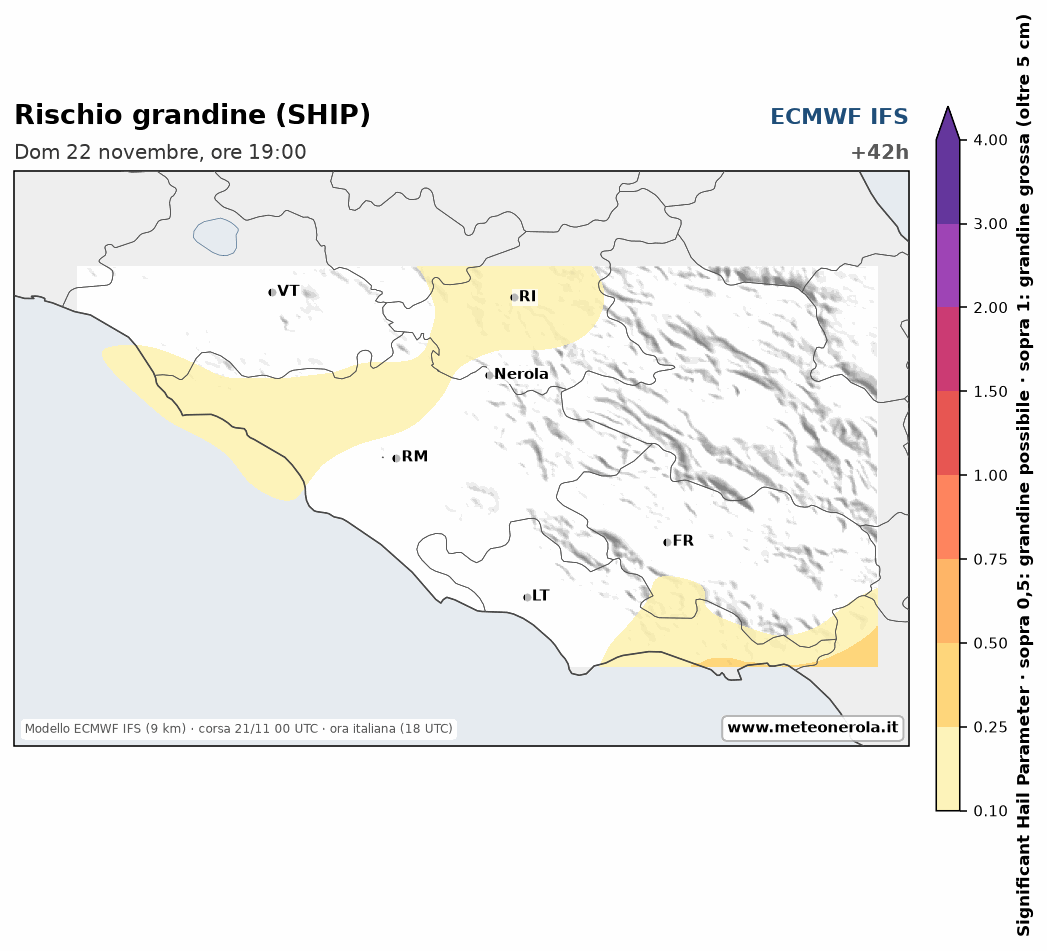 Rischio grandine (SHIP)
ECMWF IFS
Dom 22 novembre, ore 19:00
+42h
VT
RI
Nerola
RM
FR
LT
Modello ECMWF IFS (9 km) · corsa 21/11 00 UTC · ora italiana (18 UTC)
www.meteonerola.it
4.00
3.00
2.00
1.50
1.00
0.75
0.50
0.25
0.10
Significant Hail Parameter · sopra 0,5: grandine possibile · sopra 1: grandine grossa (oltre 5 cm)